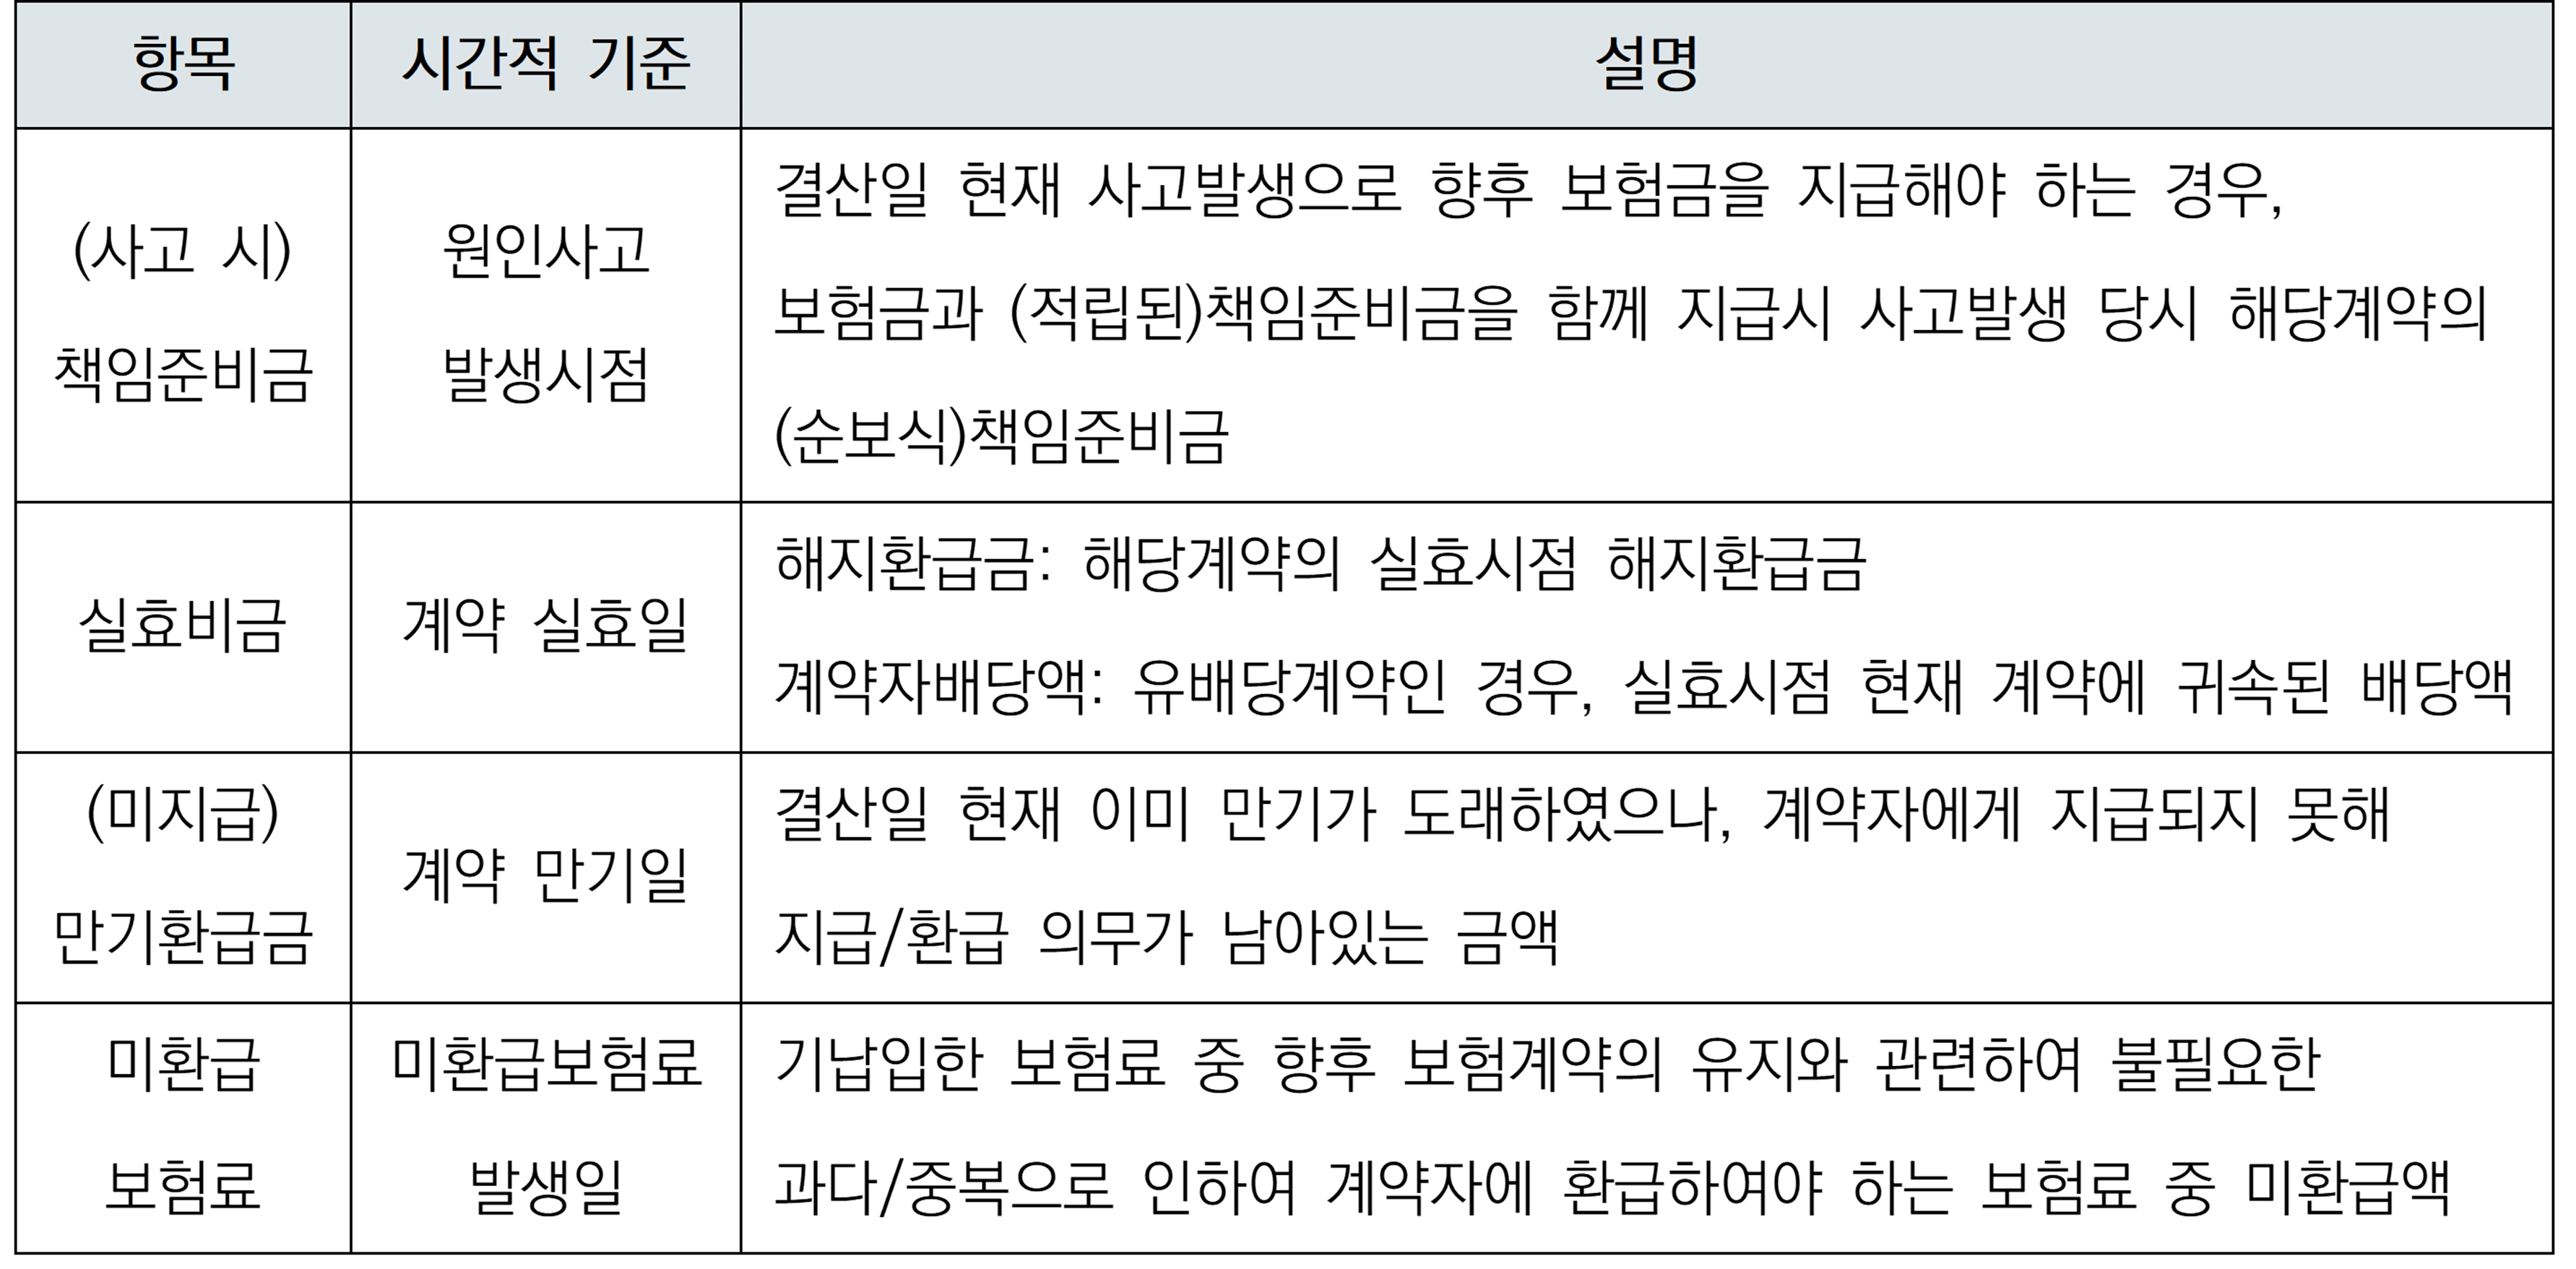 항목 시간적 기준 설명
(사고 시)
책임준비금
원인사고
발생시점
결산일 현재 사고발생으로 향후 보험금을 지급해야 하는 경우,
보험금과 (적립된)책임준비금을 함께 지급시 사고발생 당시 해당계약의
(순보식)책임준비금
실효비금
계약 실효일
해지환급금: 해당계약의 실효시점 해지환급금
계약자배당액: 유배당계약인 경우, 실효시점 현재 계약에 귀속된 배당액
(미지급)
만기환급금
계약 만기일
결산일 현재 이미 만기가 도래하였으나, 계약자에게 지급되지 못해
지급/환급 의무가 남아있는 금액
미환급
보험료
미환급보험료
발생일
기납입한 보험료 중 향후 보험계약의 유지와 관련하여 불필요한
과다/중복으로 인하여 계약자에 환급하여야 하는 보험료 중 미환급액